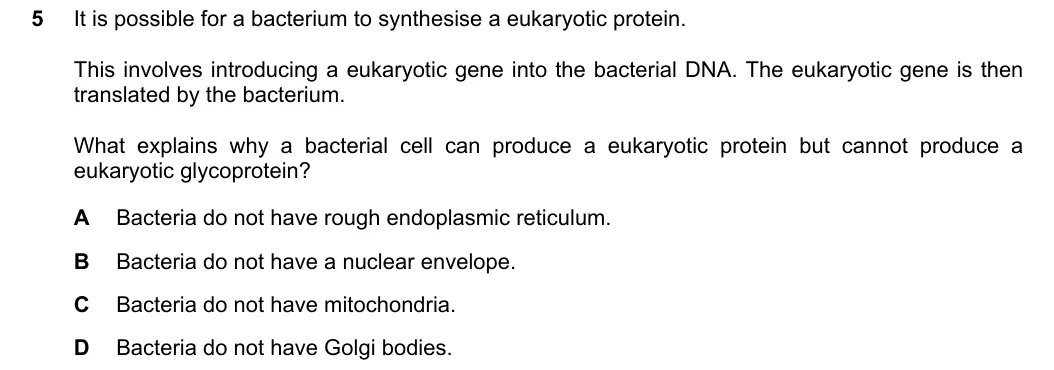 5 It is possible for a bacterium to synthesise a eukaryotic protein.
This involves introducing a eukaryotic gene into the bacterial DNA. The eukaryotic gene is then
translated by the bacterium.
What explains why a bacterial cell can produce a eukaryotic protein but cannot produce a
eukaryotic glycoprotein?
A Bacteria do not have rough endoplasmic reticulum.
B Bacteria do not have a nuclear envelope.
C Bacteria do not have mitochondria.
D Bacteria do not have Golgi bodies.